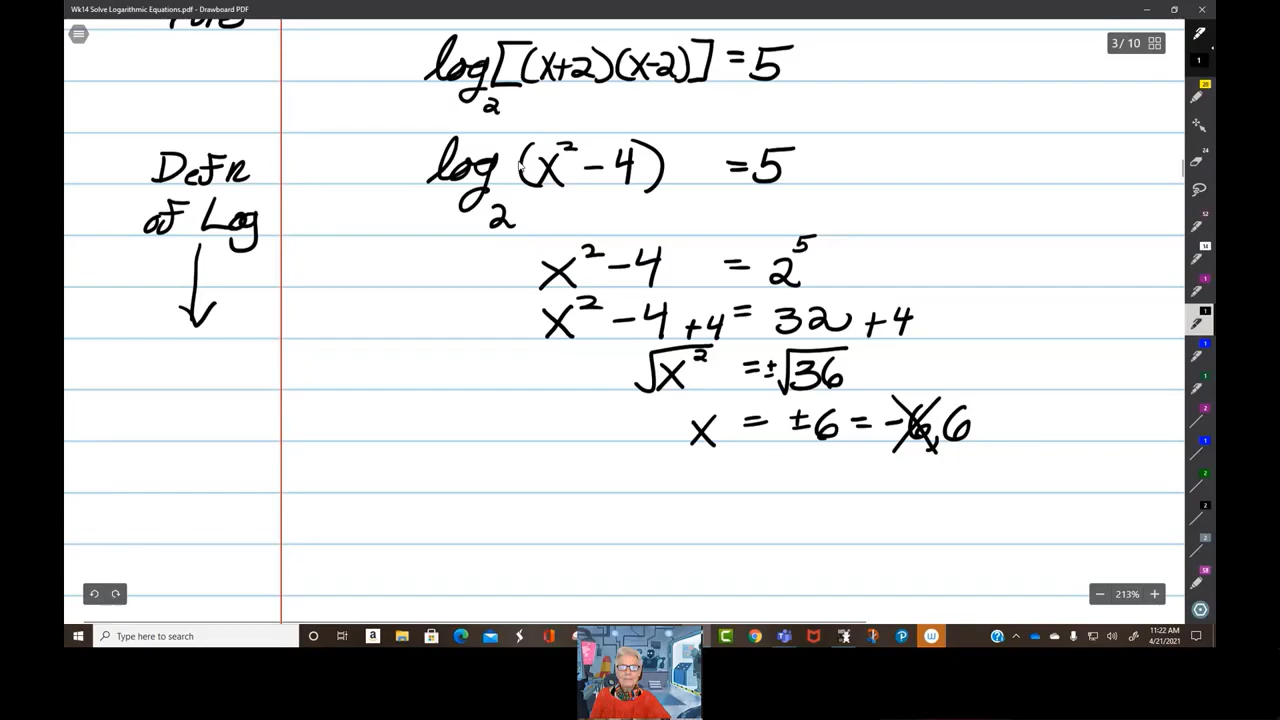 Wk14 Solve Logarithmic Equations.pdf - Drawboard PDF
3 / 10
log₂[(x+2)(x-2)] = 5
Defn
of Log
log₂(x² - 4) = 5
x² - 4 = 2⁵
x² - 4 + 4 = 32 + 4
√x² = ±√36
x = ±6 = -6, 6
213%
Type here to search
11:22 AM
4/21/2021